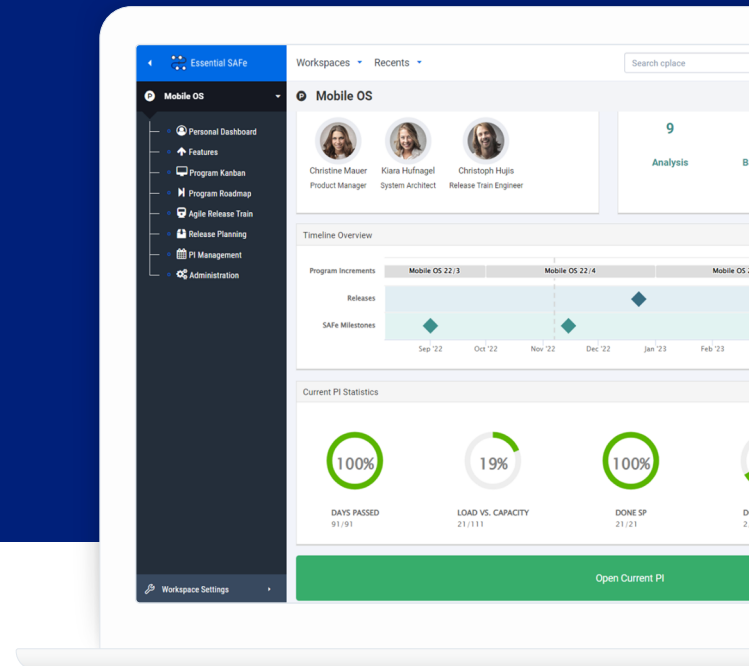 Essential SAFe
Workspaces
Recents
Search cplace
Mobile OS
Mobile OS
Personal Dashboard
Features
Program Kanban
Program Roadmap
Agile Release Train
Release Planning
PI Management
Administration
Workspace Settings
Christine Mauer
Kiara Hufnagel
Christoph Hujis
Product Manager
System Architect
Release Train Engineer
9
Analysis
B
Timeline Overview
Program Increments
Mobile OS 22/3
Mobile OS 22/4
Mobile OS 2
Releases
SAFe Milestones
Sep '22
Oct '22
Nov '22
Dec '22
Jan '23
Feb '23
Current PI Statistics
100%
19%
100%
DAYS PASSED
LOAD VS. CAPACITY
DONE SP
D
91/91
21/111
21/21
2
Open Current PI